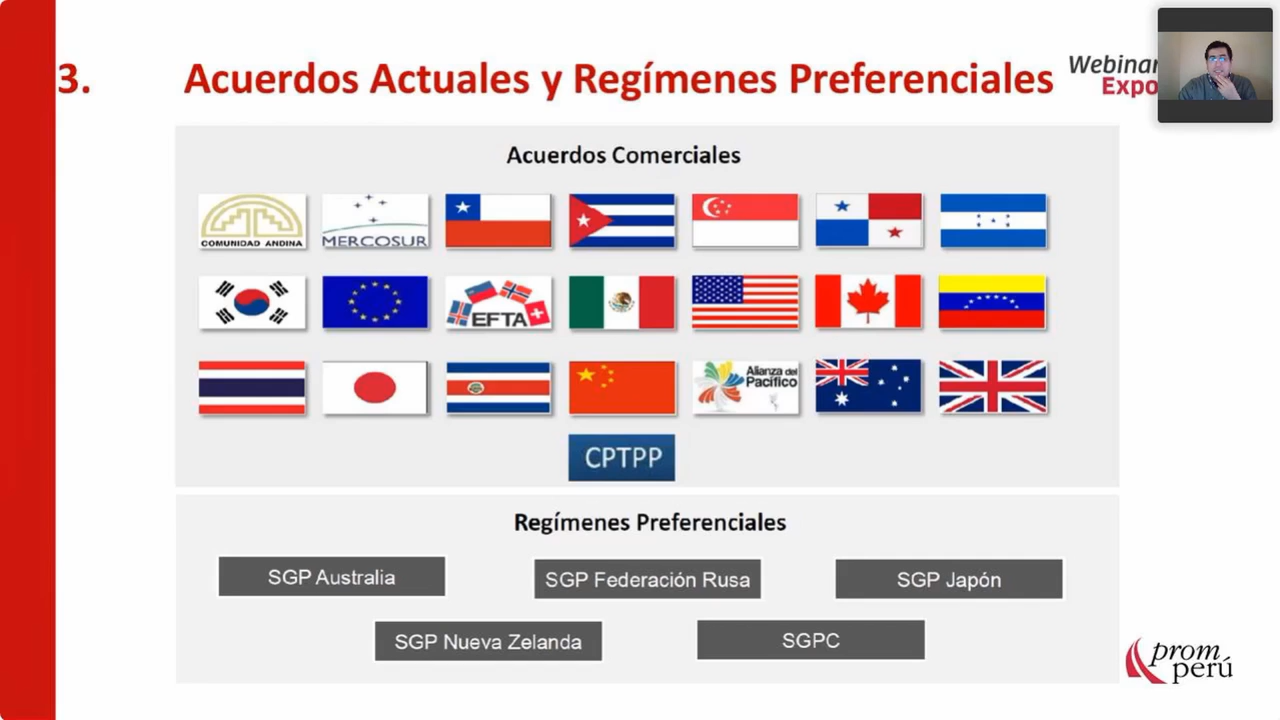 3. Acuerdos Actuales y Regímenes Preferenciales
Webinar
Expo
Acuerdos Comerciales
COMUNIDAD ANDINA
MERCOSUR
EFTA
Alianza del
Pacífico
CPTPP
Regímenes Preferenciales
SGP Australia
SGP Federación Rusa
SGP Japón
SGP Nueva Zelanda
SGPC
prom
perú